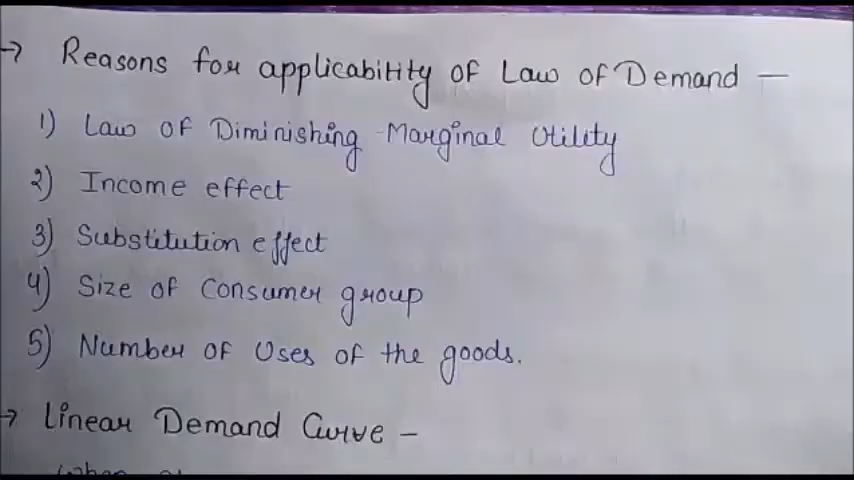 → Reasons for applicability of Law of Demand —
1) Law of Diminishing Marginal Utility
2) Income effect
3) Substitution effect
4) Size of Consumer group
5) Number of Uses of the goods.
→ Linear Demand Curve –